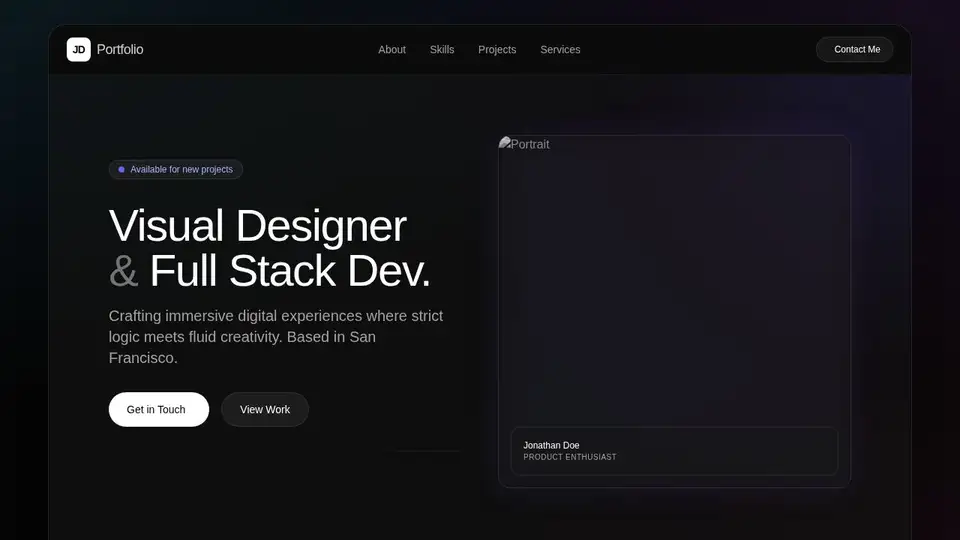 JD Portfolio
About Skills Projects Services
Contact Me
Available for new projects
Visual Designer
& Full Stack Dev.
Crafting immersive digital experiences where strict
logic meets fluid creativity. Based in San
Francisco.
Get in Touch
View Work
Portrait
Jonathan Doe
PRODUCT ENTHUSIAST